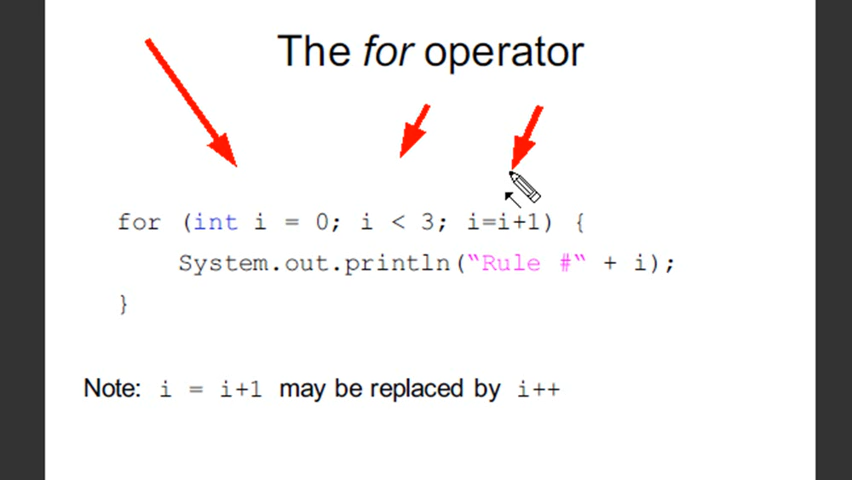 The for operator
for (int i = 0; i < 3; i=i+1) {
System.out.println(“Rule #“ + i);
}
Note: i = i+1 may be replaced by i++